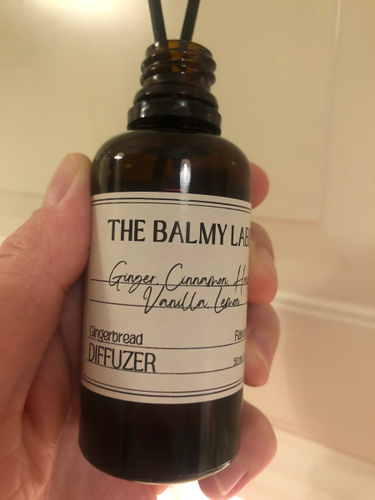 THE BALMY LAB
Ginger, Cinnamon,
Vanilla, Lemon
Gingerbread
DIFFUZER